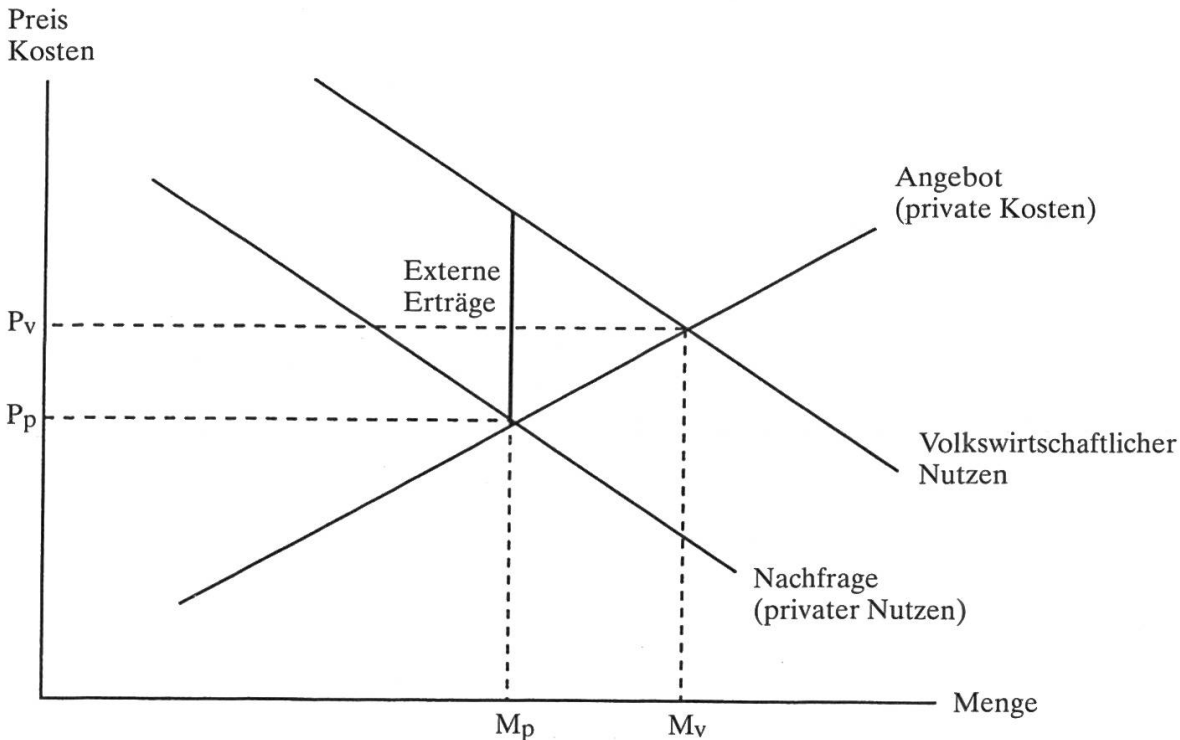 Preis
Kosten
Angebot
(private Kosten)
Externe
Erträge
Pv
Pp
Volkswirtschaftlicher
Nutzen
Nachfrage
(privater Nutzen)
Menge
Mp
Mv